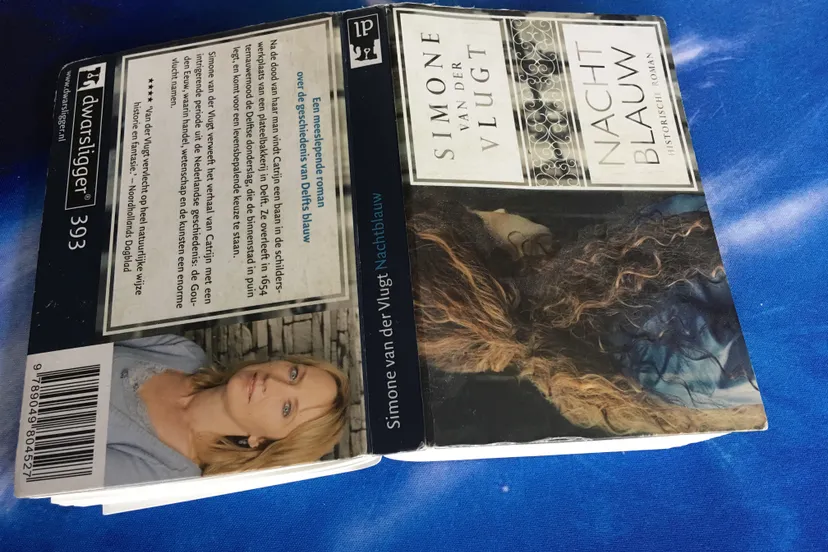 SIMONE
VAN DER
VLUGT
NACHT
BLAUW
HISTORISCHE ROMAN
LP
Simone van der Vlugt Nachtblauw
Een meeslepende roman
over de geschiedenis van Delfts blauw
Na de dood van haar man vindt Catrijn een baan in de schilders-
werkplaats van een plateelbakkerij in Delft. Ze overleeft in 1654
ternauwernood de Delftse donderslag, die de binnenstad in puin
legt, en komt voor een levensbepalende keuze te staan.
Simone van der Vlugt verweeft het verhaal van Catrijn met een
intrigerende periode uit de Nederlandse geschiedenis: de Gou-
den Eeuw, waarin handel, wetenschap en de kunsten een enorme
vlucht namen.
★★★★ 'Van der Vlugt vervlecht op heel natuurlijke wijze
historie en fantasie.' – Noordhollands Dagblad
dwarsligger® 393
www.dwarsligger.nl
9 789049 804527